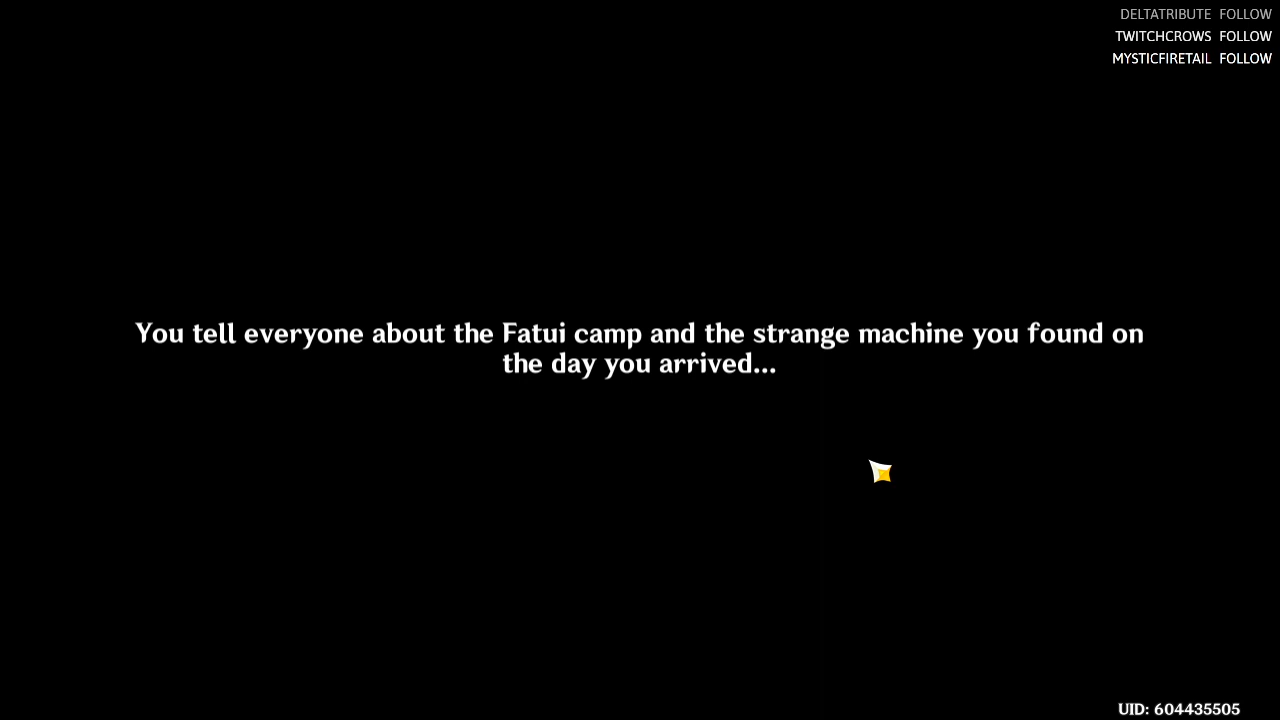 DELTATRIBUTE FOLLOW
TWITCHCROWS FOLLOW
MYSTICFIRETAIL FOLLOW
You tell everyone about the Fatui camp and the strange machine you found on
the day you arrived...
UID: 604435505